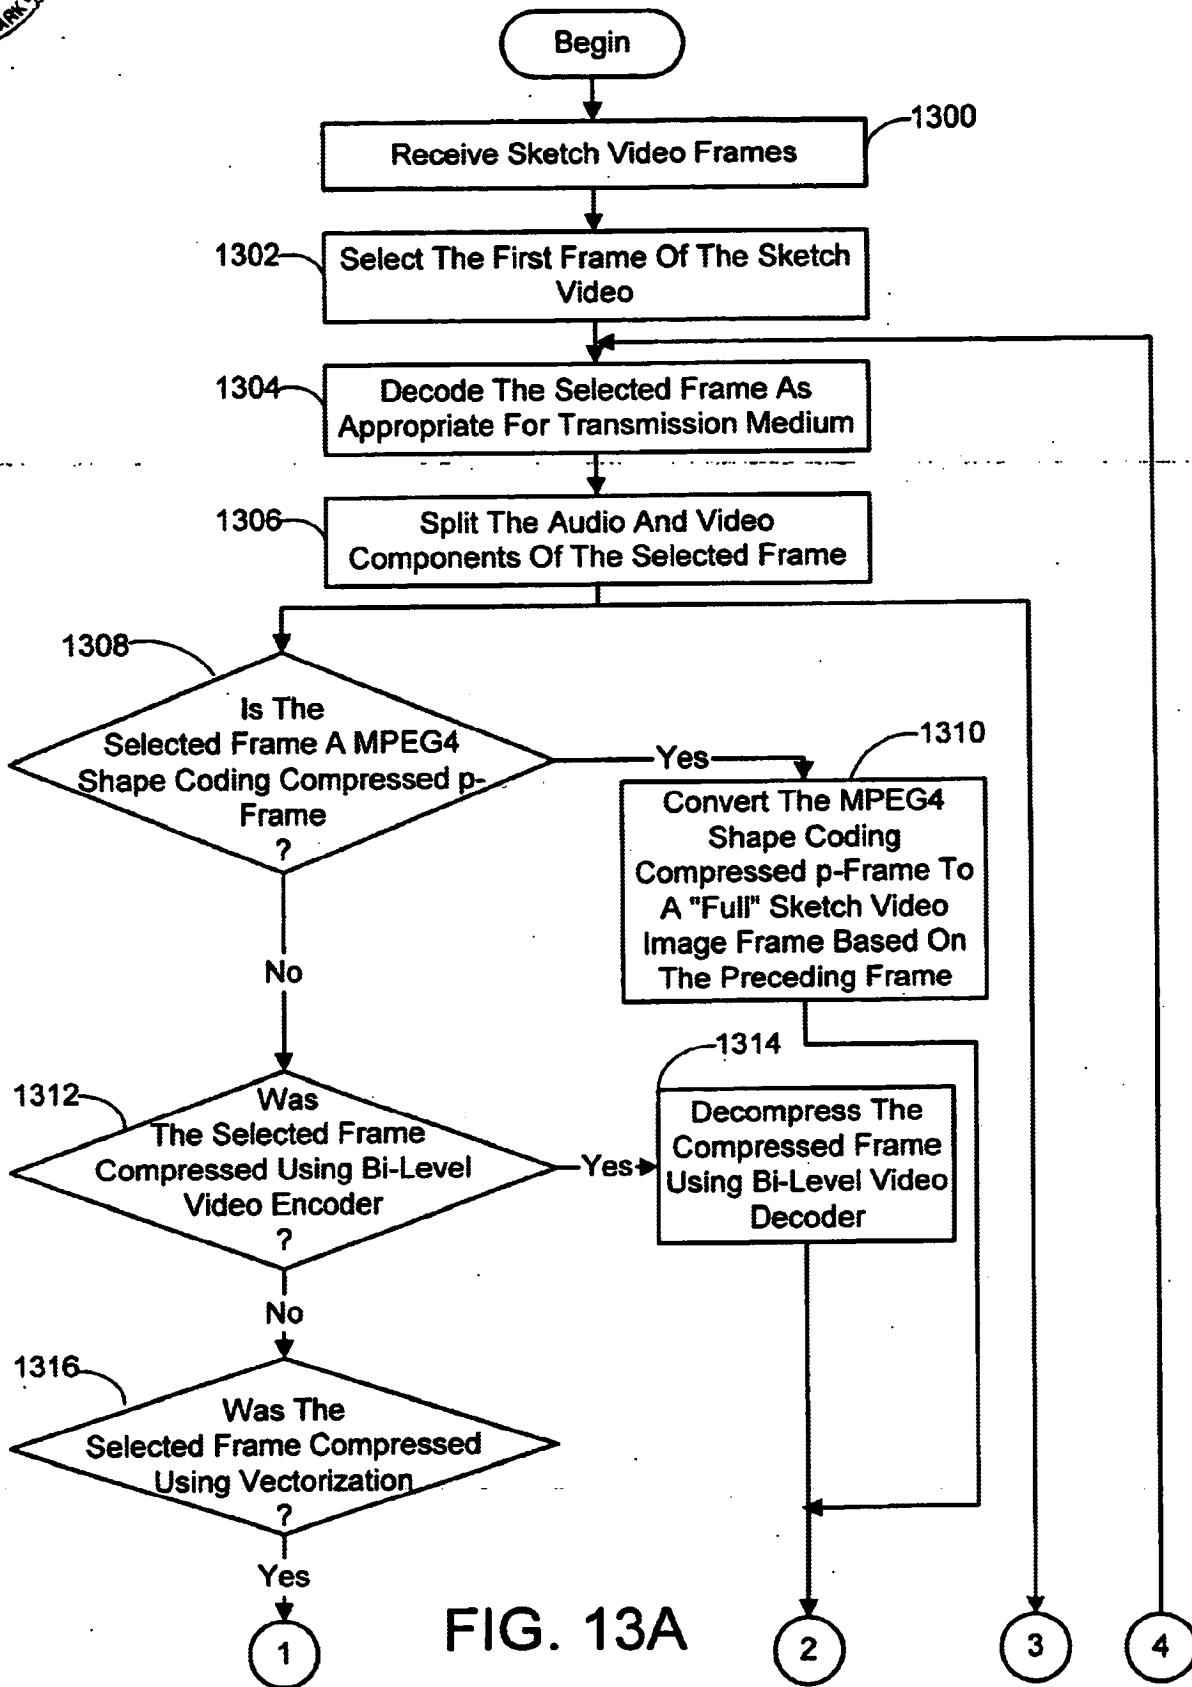 Begin
1300
Receive Sketch Video Frames
1302
Select The First Frame Of The Sketch
Video
1304
Decode The Selected Frame As
Appropriate For Transmission Medium
1306
Split The Audio And Video
Components Of The Selected Frame
1308
Is The
Selected Frame A MPEG4
Shape Coding Compressed p-
Frame
?
Yes
1310
Convert The MPEG4
Shape Coding
Compressed p-Frame To
A "Full" Sketch Video
Image Frame Based On
The Preceding Frame
No
1312
Was
The Selected Frame
Compressed Using Bi-Level
Video Encoder
?
Yes
1314
Decompress The
Compressed Frame
Using Bi-Level Video
Decoder
No
1316
Was The
Selected Frame Compressed
Using Vectorization
?
Yes
1
2
3
4
FIG. 13A